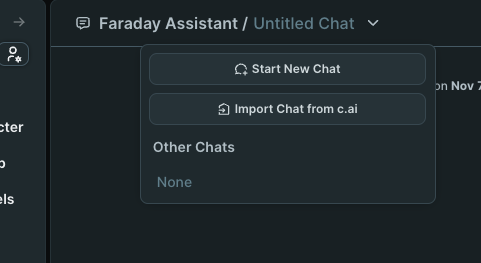 Faraday Assistant / Untitled Chat
Start New Chat
on Nov 7
Import Chat from c.ai
cter
Other Chats
None
els